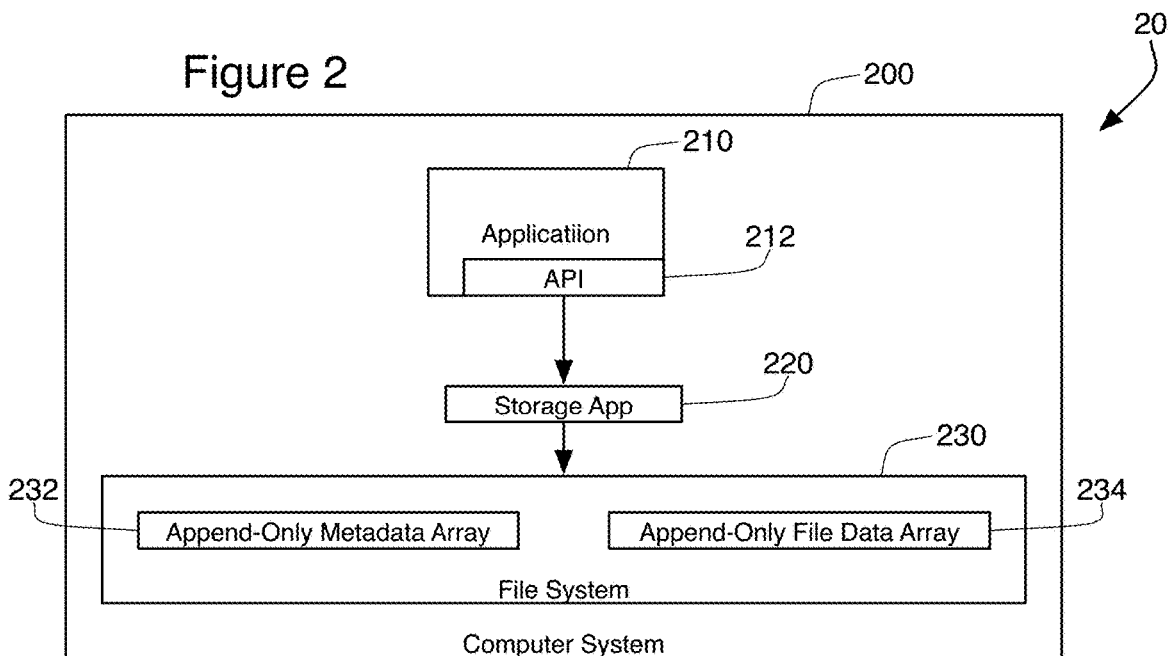 20
Figure 2
200
210
Applicatiion
212
API
220
Storage App
230
232
234
Append-Only Metadata Array
Append-Only File Data Array
File System
Computer System